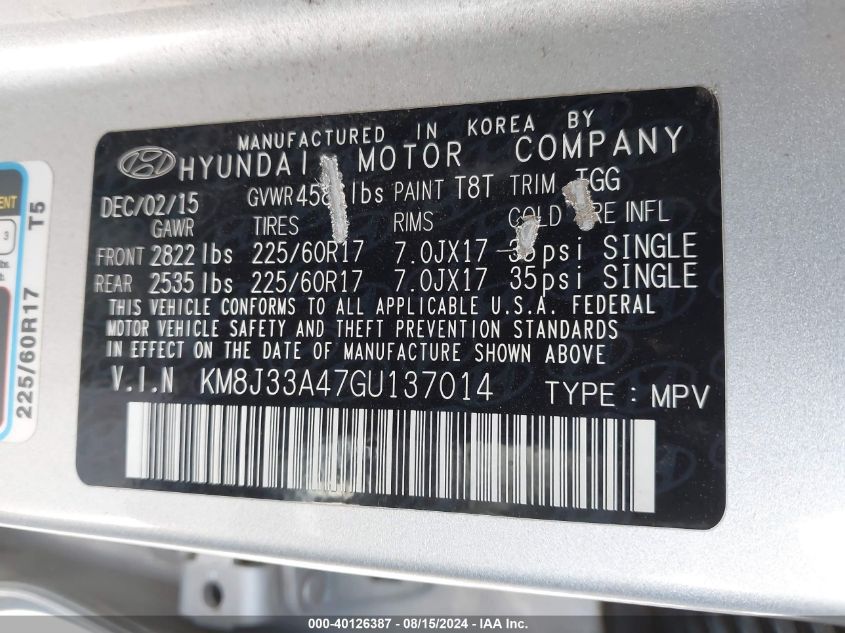 MANUFACTURED IN KOREA BY
HYUNDAI MOTOR COMPANY
DEC/02/15 GVWR lbs PAINT T8T TRIM TGG
GAWR TIRES RIMS COLD INFL
FRONT 2822 lbs 225/60R17 7.0JX17 psi SINGLE
REAR 2535 lbs 225/60R17 7.0JX17 35psi SINGLE
THIS VEHICLE CONFORMS TO ALL APPLICABLE U.S.A. FEDERAL
MOTOR VEHICLE SAFETY AND THEFT PREVENTION STANDARDS
IN EFFECT ON THE DATE OF MANUFACTURE SHOWN ABOVE.
V.I.N KM8J33A47GU137014 TYPE : MPV
T5
225/60R17
000-40126387 - 08/15/2024 - IAA Inc.